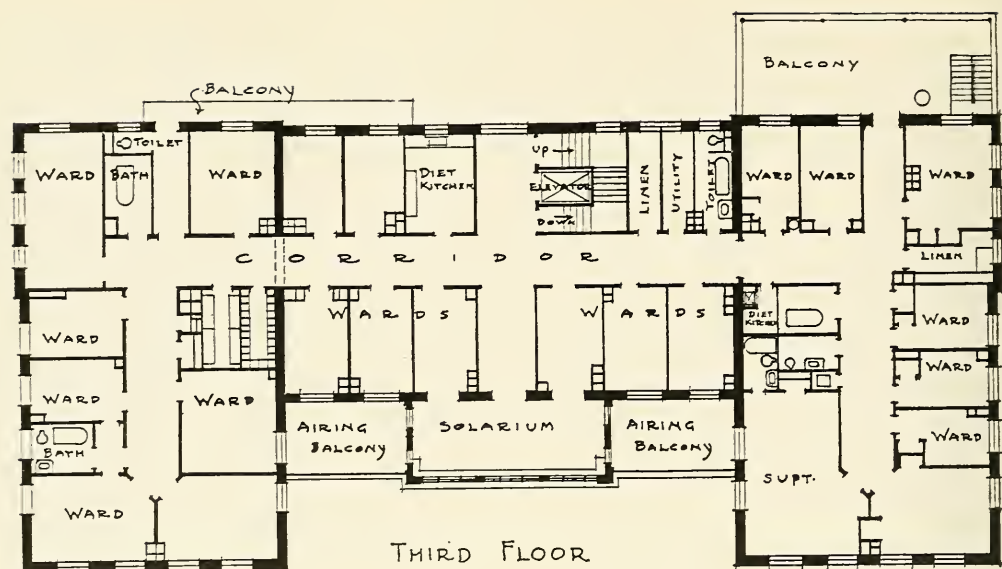 BALCONY
BALCONY
WARD
TOILET
BATH
WARD
DIET
KITCHEN
UP
ELEVATOR
DOWN
LINEN
UTILITY
TOILET
WARD
WARD
WARD
LINEN
CORRIDOR
WARD
WARDS
WARDS
DIET
KITCHEN
WARD
WARD
WARD
WARD
WARD
BATH
AIRING
BALCONY
SOLARIUM
AIRING
BALCONY
SUPT.
WARD
THIRD FLOOR